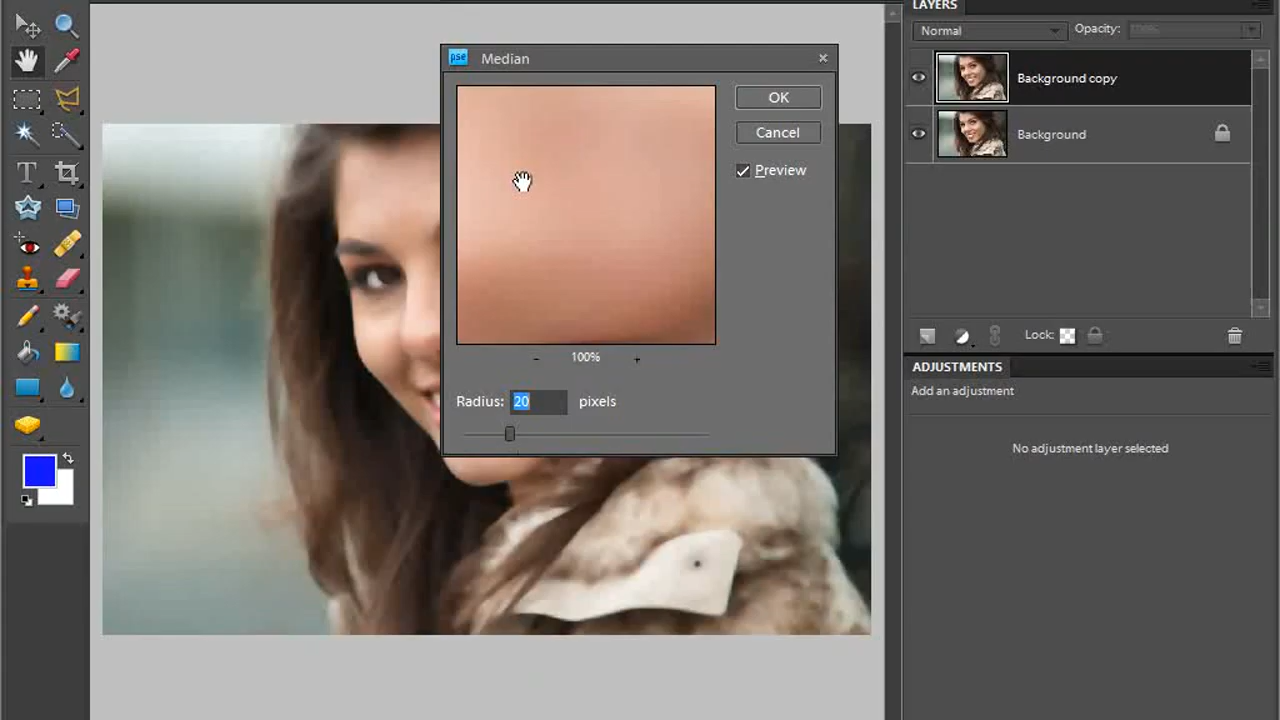 LAYERS
Normal
Opacity:
pse Median
OK
Cancel
Preview
Background copy
Background
100%
Lock:
ADJUSTMENTS
Add an adjustment
No adjustment layer selected
Radius: 20 pixels
T